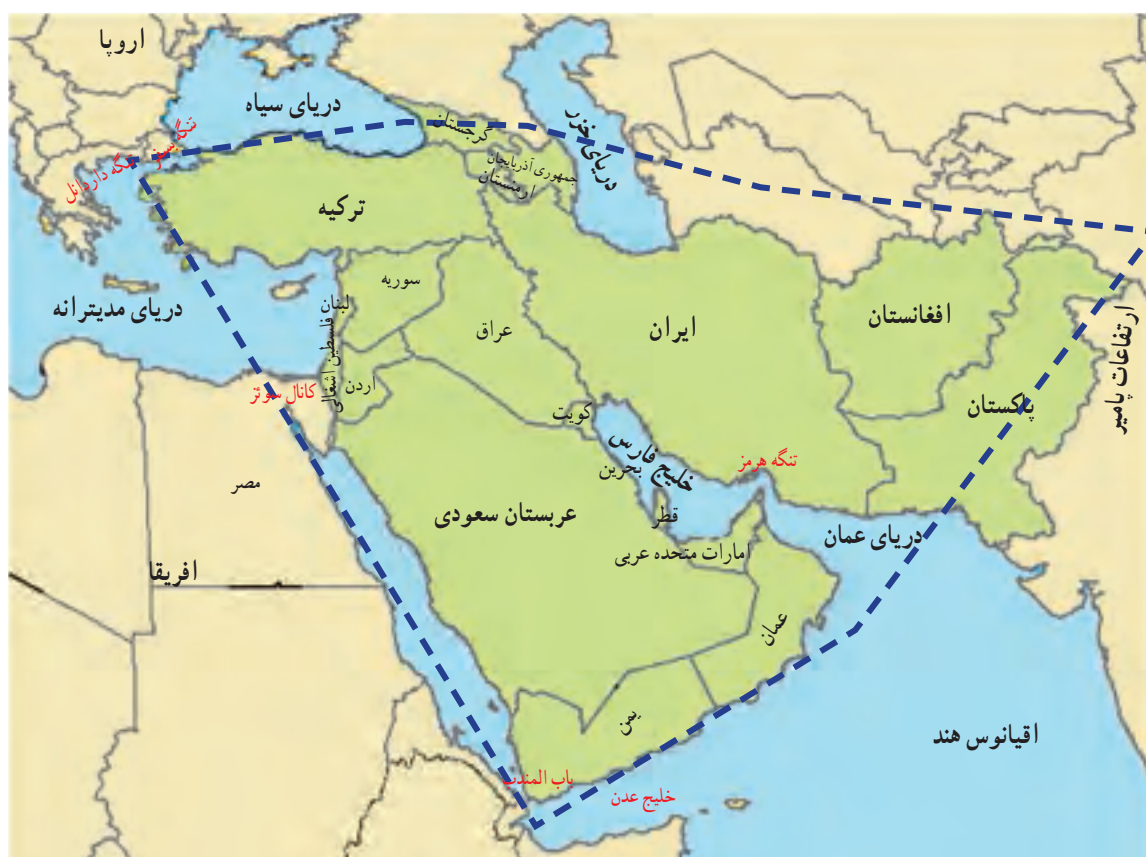 اروپا
دریای سیاه
تنگه بسفر
تنگه داردانل
گرجستان
جمهوری آذربایجان
ارمنستان
دریای خزر
ترکیه
دریای مدیترانه
لبنان
سوریه
فلسطین اشغالی
عراق
ایران
افغانستان
ارتفاعات پامیر
کانال سوئز
اردن
کویت
پاکستان
خلیج فارس
تنگه هرمز
بحرین
مصر
قطر
عربستان سعودی
دریای عمان
امارات متحده عربی
افریقا
عمان
یمن
اقیانوس هند
باب المندب
خلیج عدن